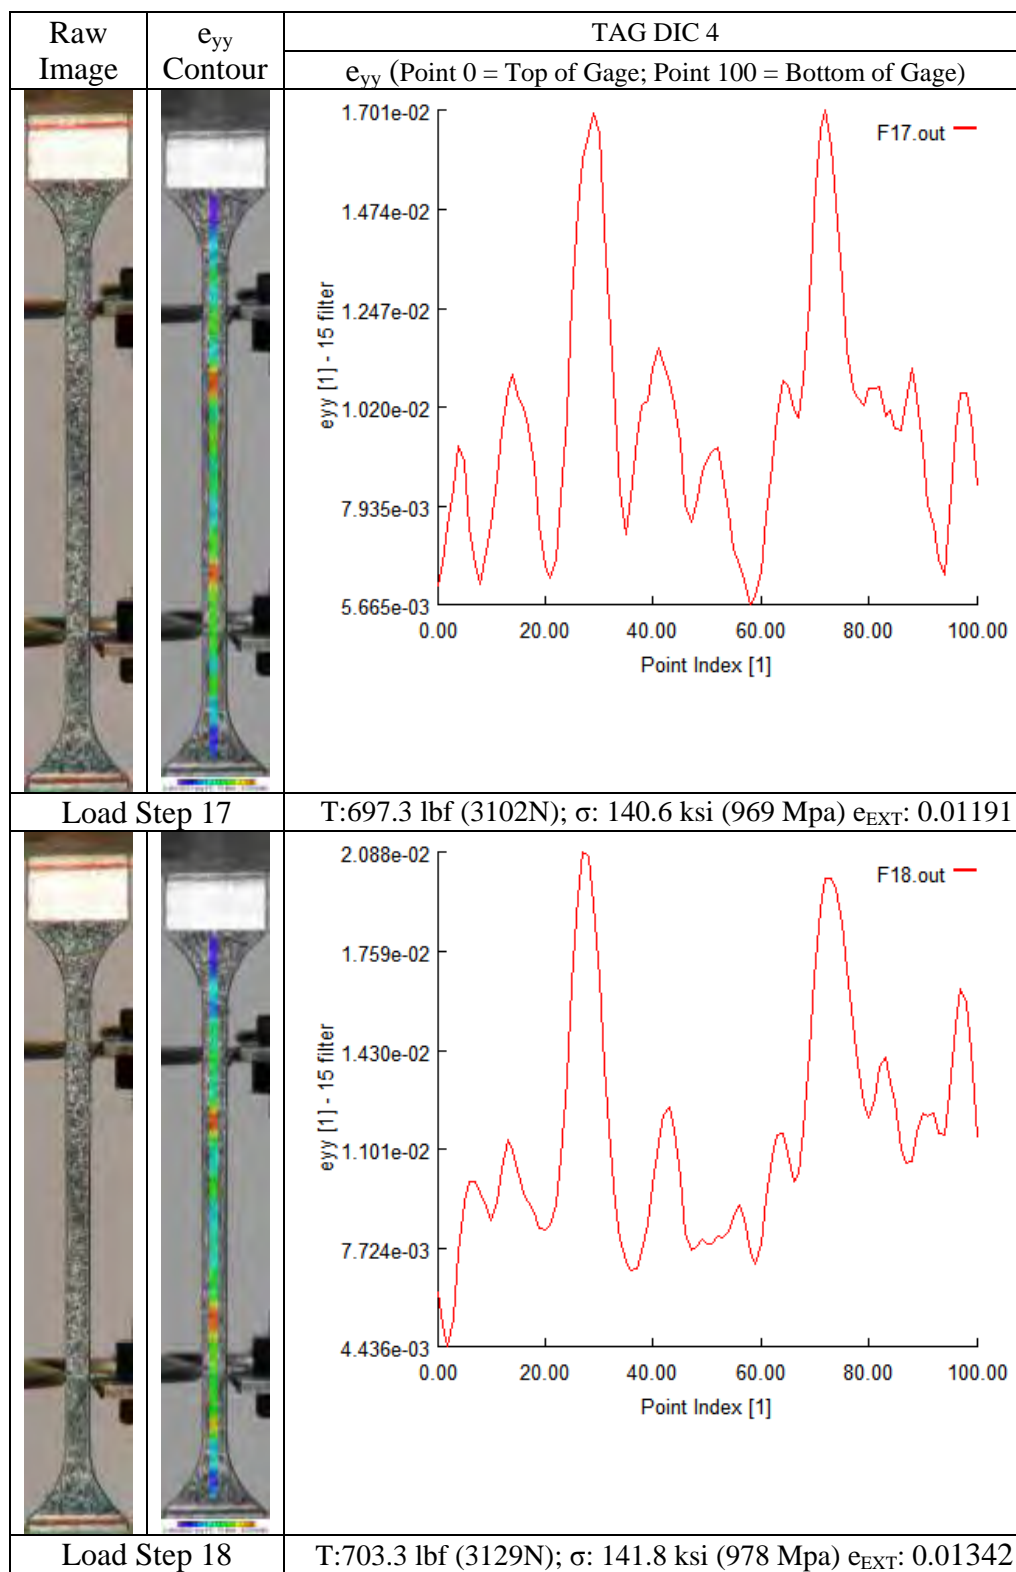 Raw Image
e_yy Contour
TAG DIC 4
e_yy (Point 0 = Top of Gage; Point 100 = Bottom of Gage)
1.701e-02
F17.out
1.474e-02
1.247e-02
1.020e-02
7.935e-03
5.665e-03
eyy [1] - 15 filter
0.00 20.00 40.00 60.00 80.00 100.00
Point Index [1]
Load Step 17
T:697.3 lbf (3102N); σ: 140.6 ksi (969 Mpa) e_EXT: 0.01191
2.088e-02
F18.out
1.759e-02
1.430e-02
1.101e-02
7.724e-03
4.436e-03
eyy [1] - 15 filter
0.00 20.00 40.00 60.00 80.00 100.00
Point Index [1]
Load Step 18
T:703.3 lbf (3129N); σ: 141.8 ksi (978 Mpa) e_EXT: 0.01342